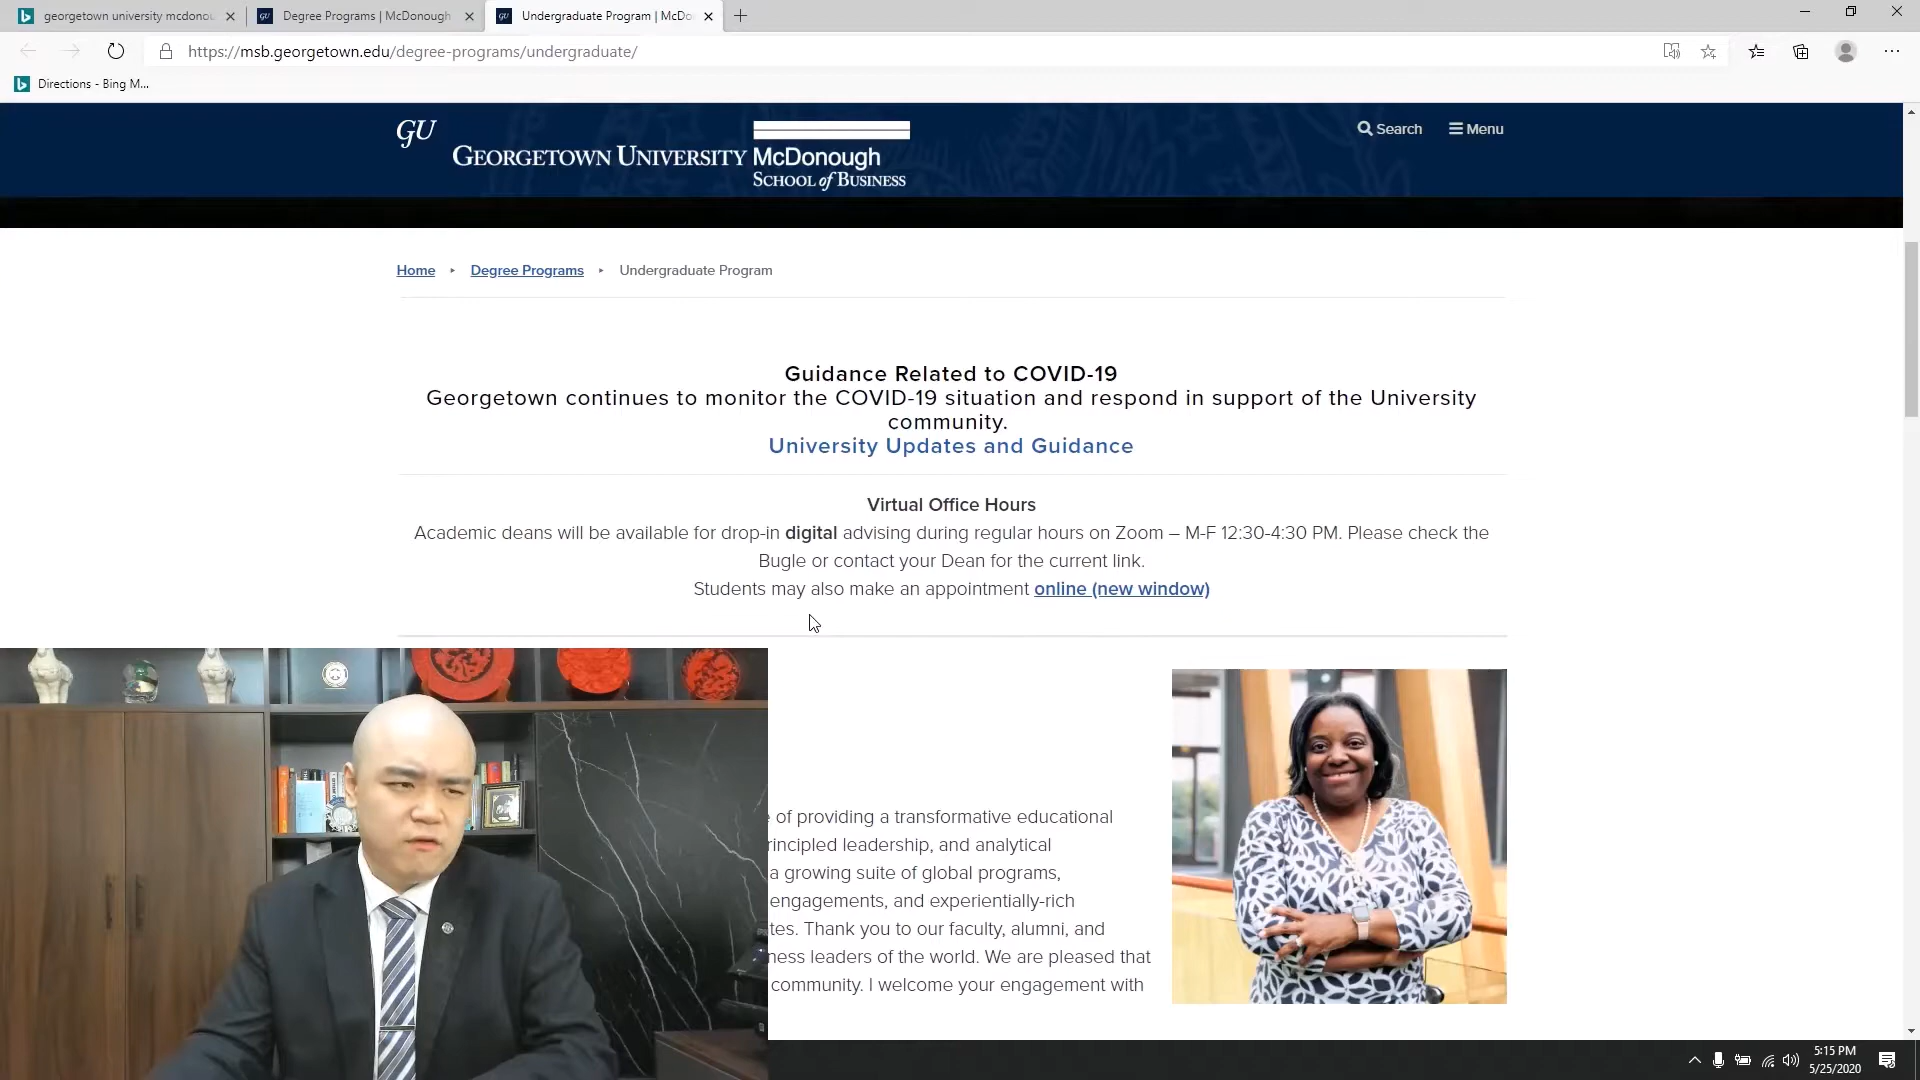 georgetown university mcdonou
Degree Programs | McDonough
Undergraduate Program | McDo
https://msb.georgetown.edu/degree-programs/undergraduate/
Directions - Bing M...
GU
GEORGETOWN UNIVERSITY
McDonough
SCHOOL of BUSINESS
Search
Menu
Home
Degree Programs
Undergraduate Program
Guidance Related to COVID-19
Georgetown continues to monitor the COVID-19 situation and respond in support of the University
community.
University Updates and Guidance
Virtual Office Hours
Academic deans will be available for drop-in digital advising during regular hours on Zoom – M-F 12:30-4:30 PM. Please check the
Bugle or contact your Dean for the current link.
Students may also make an appointment online (new window)
of providing a transformative educational
rincipled leadership, and analytical
a growing suite of global programs,
engagements, and experientially-rich
tes. Thank you to our faculty, alumni, and
ness leaders of the world. We are pleased that
community. I welcome your engagement with
5:15 PM
5/25/2020